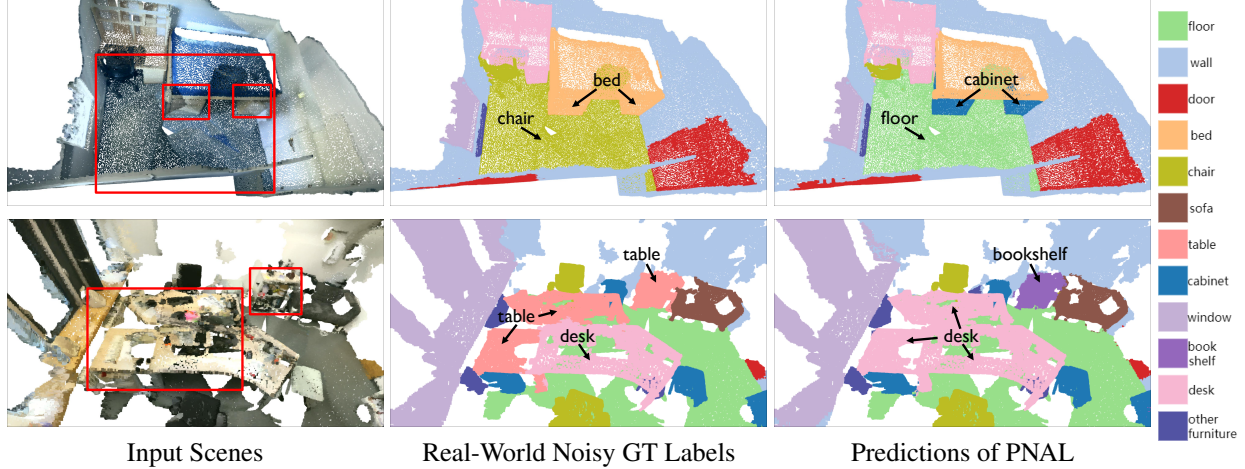 bed
chair
cabinet
floor
table
table
desk
bookshelf
desk
floor
wall
door
bed
chair
sofa
table
cabinet
window
book
shelf
desk
other
furniture
Input Scenes
Real-World Noisy GT Labels
Predictions of PNAL